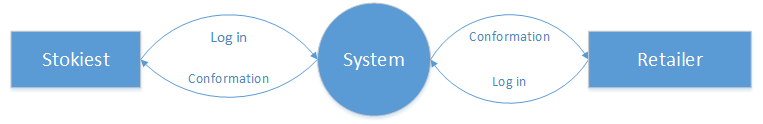 Log in
Conformation
Stokiest
System
Retailer
Conformation
Log in